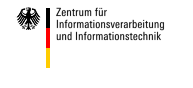 Zentrum für
Informationsverarbeitung
und Informationstechnik